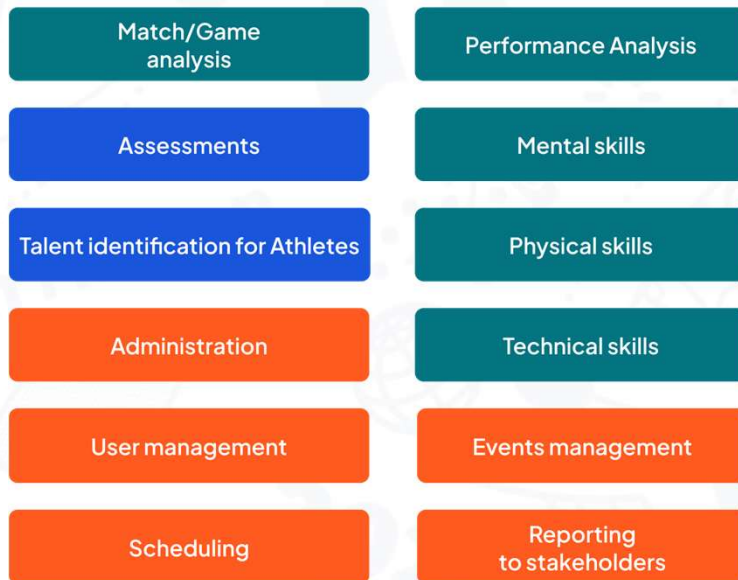 Match/Game
analysis
Performance Analysis
Assessments
Mental skills
Talent identification for Athletes
Physical skills
Administration
Technical skills
User management
Events management
Scheduling
Reporting
to stakeholders